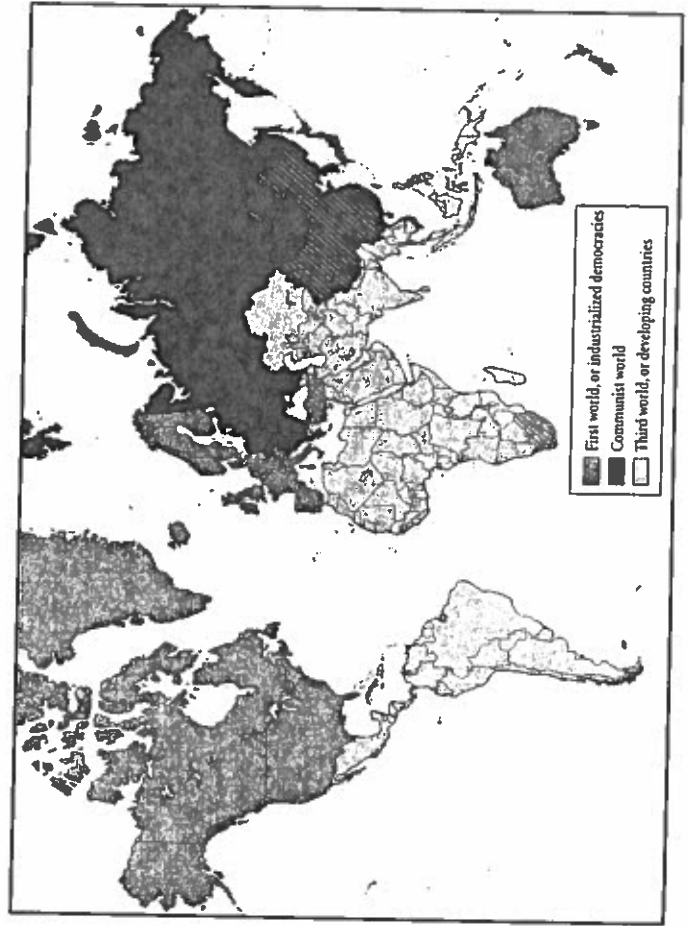 First world, or industrialized democracies
Communist world
Third world, or developing countries